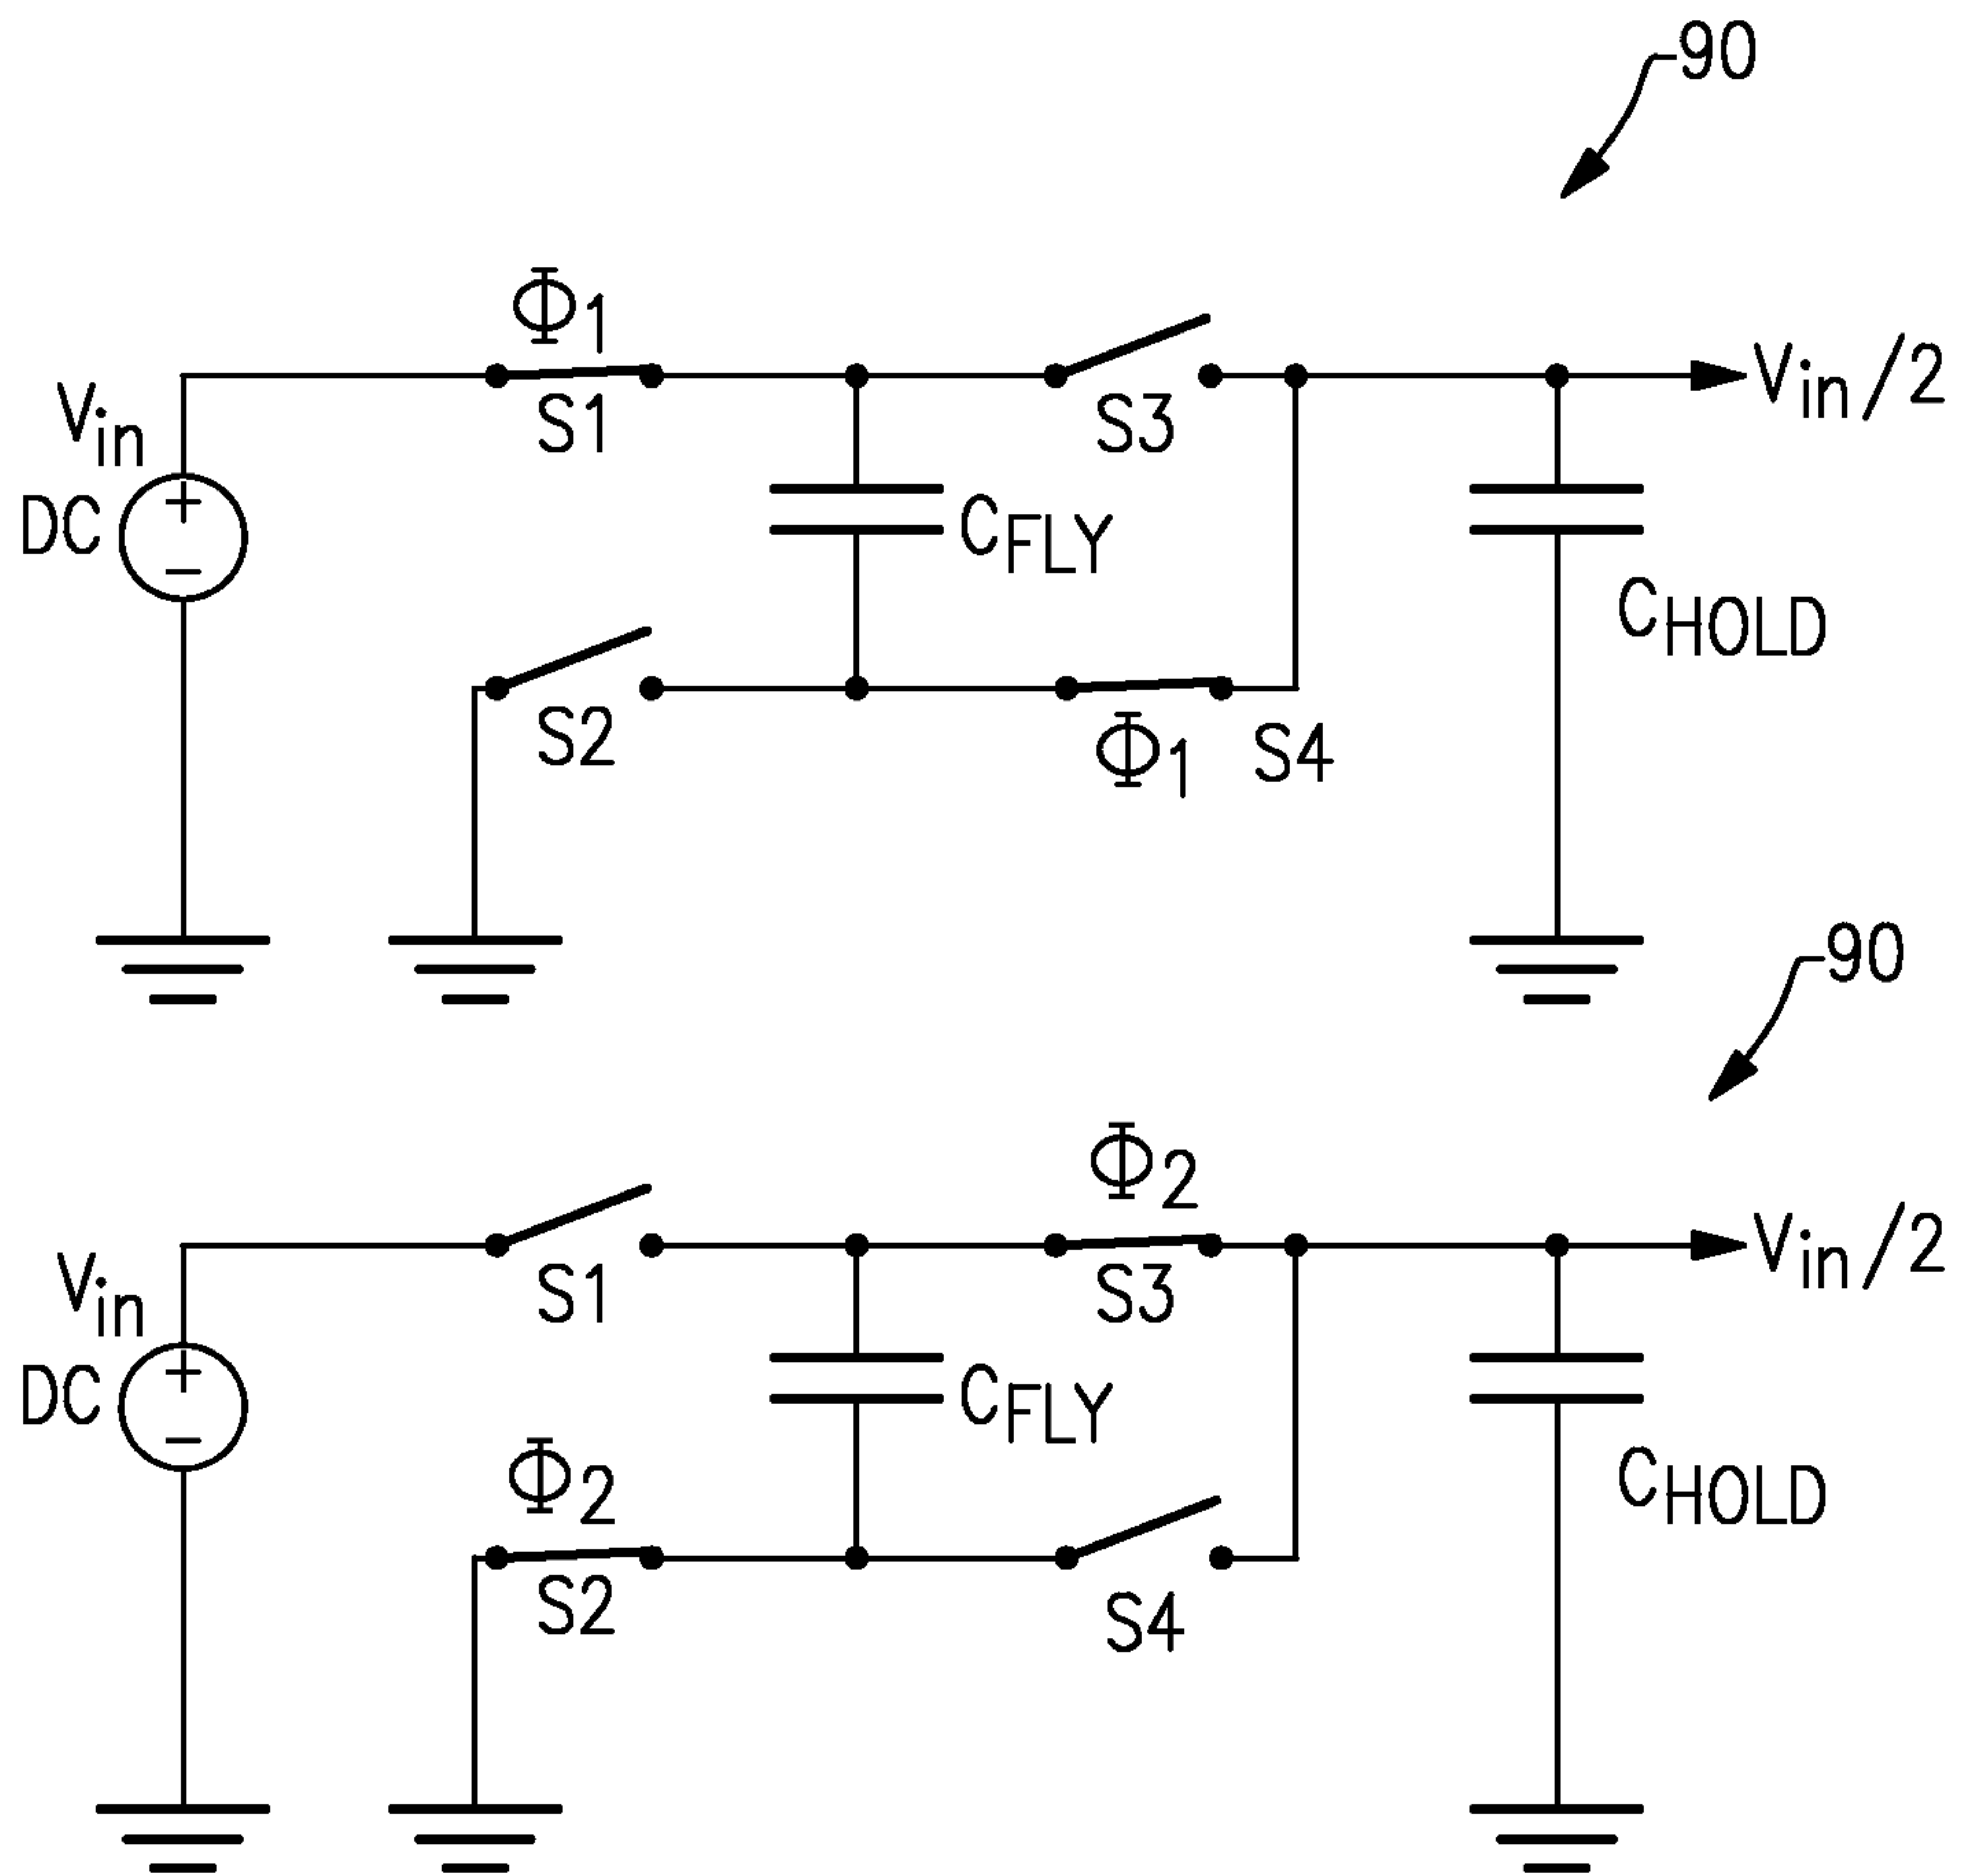 90
Φ1
Vin
S1
S3
Vin/2
DC
+
−
CFLY
CHOLD
S2
Φ1
S4
90
Φ2
Vin
S1
S3
Vin/2
DC
+
−
CFLY
Φ2
CHOLD
S2
S4